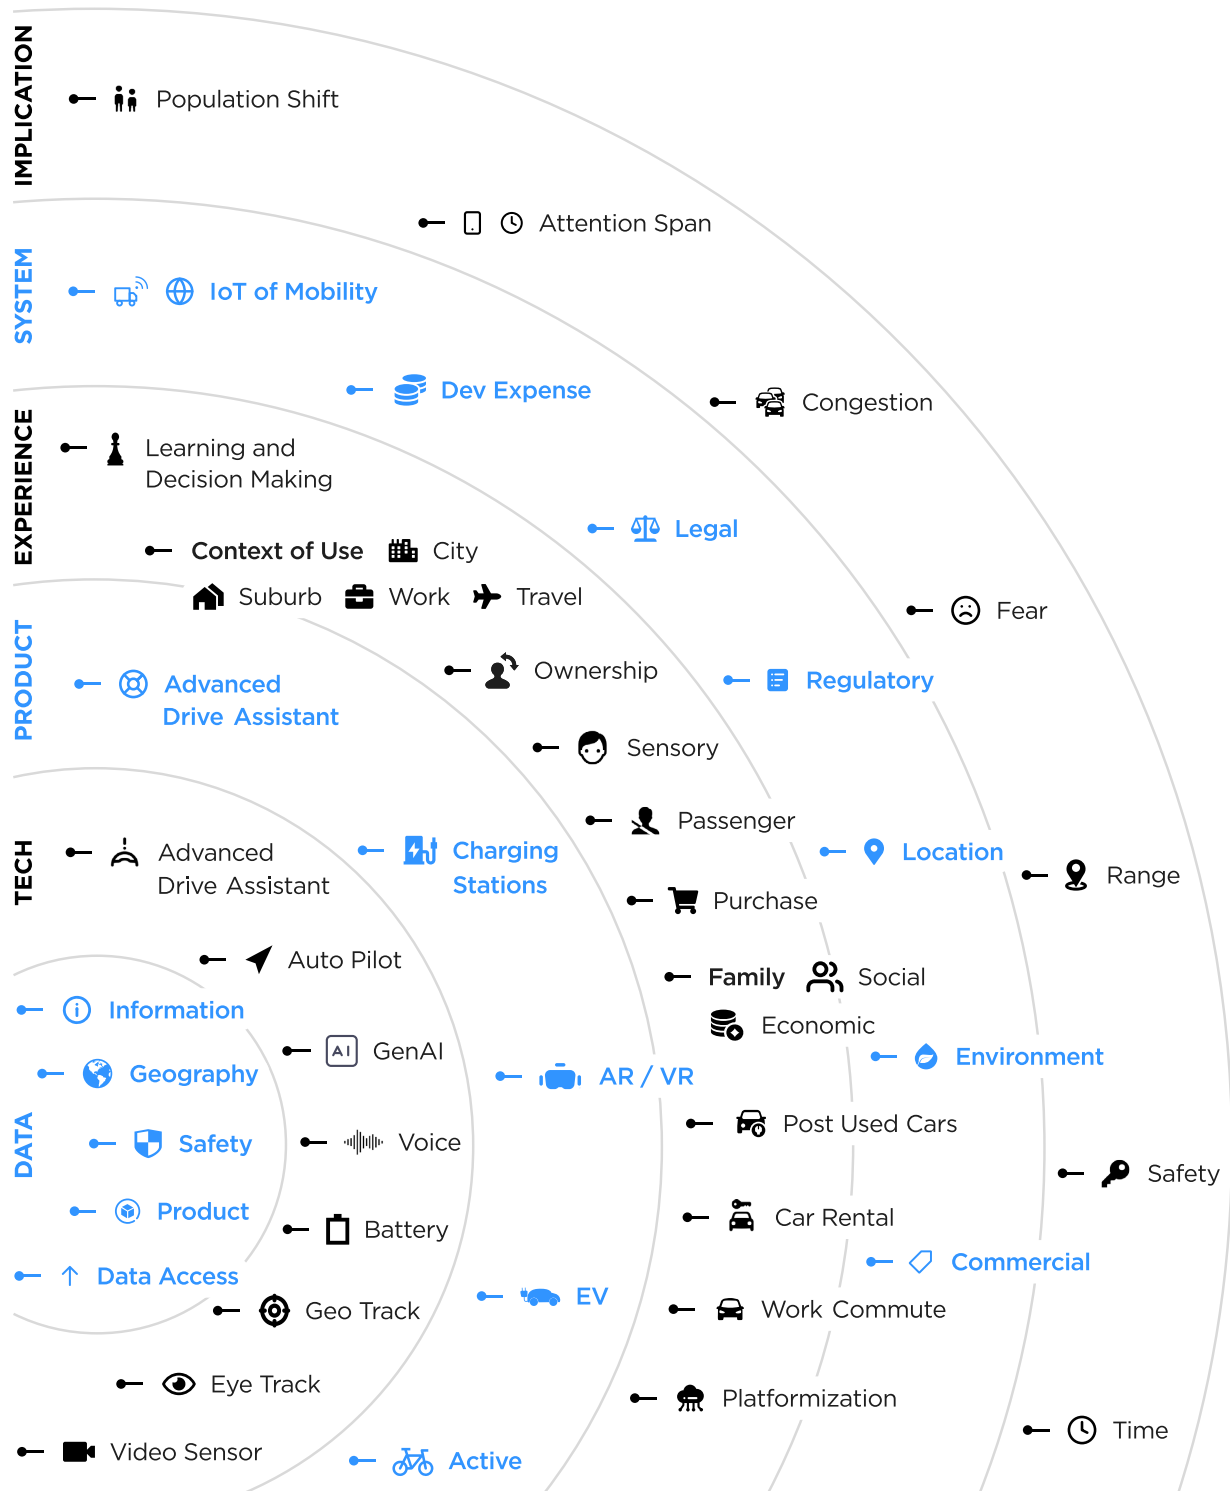 IMPLICATION
Population Shift
Attention Span
SYSTEM
IoT of Mobility
Dev Expense
Congestion
EXPERIENCE
Learning and
Decision Making
Legal
Context of Use City
Suburb Work Travel
Fear
PRODUCT
Ownership
Regulatory
Advanced
Drive Assistant
Sensory
Passenger
TECH
Advanced
Drive Assistant
Charging
Stations
Location
Range
Purchase
Auto Pilot
Family Social
Economic
Information
GenAI
AI
Environment
Geography
AR / VR
DATA
Safety
Voice
Post Used Cars
Safety
Product
Battery
Car Rental
Data Access
Commercial
Geo Track
EV
Work Commute
Eye Track
Platformization
Video Sensor
Active
Time